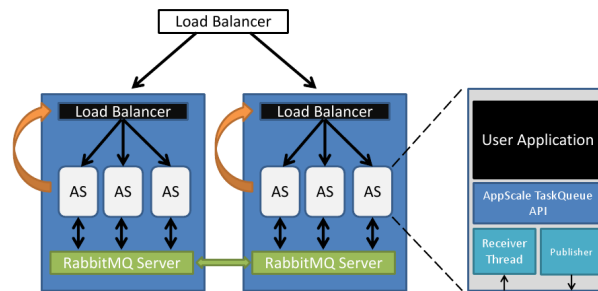 Load Balancer
Load Balancer
Load Balancer
AS AS AS
AS AS AS
RabbitMQ Server
RabbitMQ Server
User Application
AppScale TaskQueue
API
Receiver
Thread
Publisher